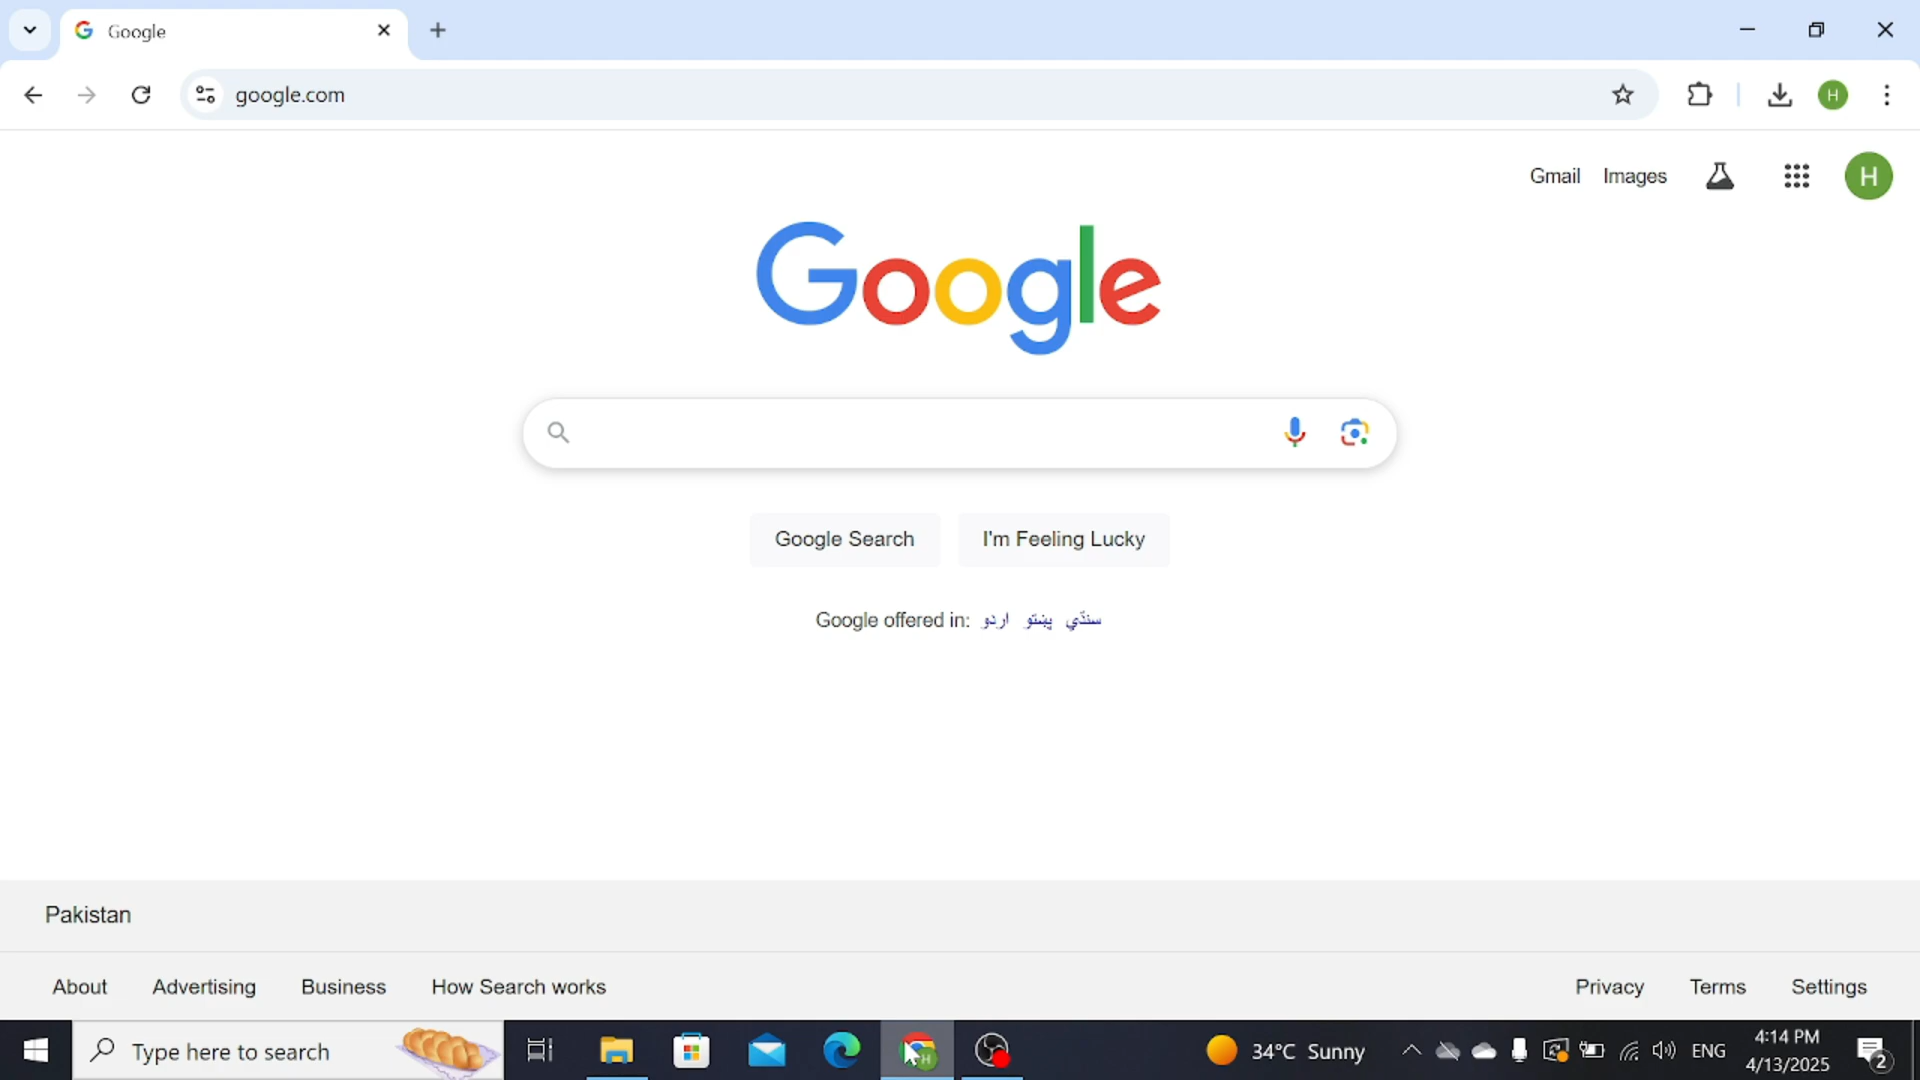 Google
google.com
H
Gmail Images
H
Google
Google Search I'm Feeling Lucky
Google offered in: اردو پښتو سنڌي
Pakistan
About Advertising Business How Search works Privacy Terms Settings
Type here to search
H
34°C Sunny
ENG
4:14 PM
4/13/2025
2